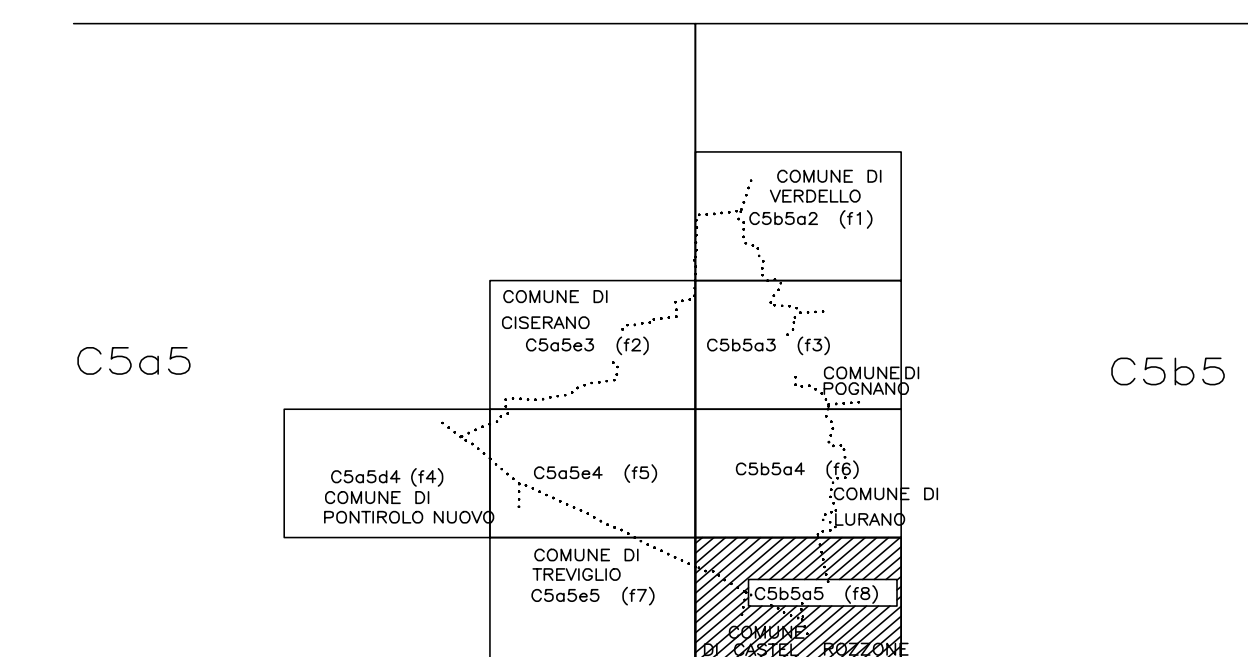 COMUNE DI
VERDELLO
C5b5a2 (f1)
COMUNE DI
CISERANO
C5a5e3 (f2)
C5b5a3 (f3)
C5a5
C5b5
COMUNE DI
POGNANO
C5a5d4 (f4)
COMUNE DI
PONTIROLO NUOVO
C5a5e4 (f5)
C5b5a4 (f6)
COMUNE DI
LURANO
COMUNE DI
TREVIGLIO
C5a5e5 (f7)
C5b5a5 (f8)
COMUNE
DI CASTEL ROZZONE